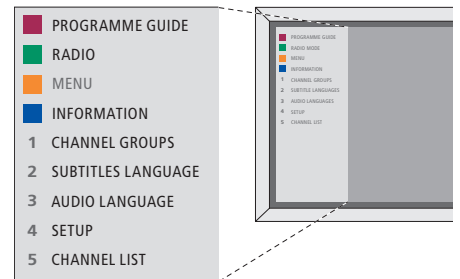 PROGRAMME GUIDE
RADIO
MENU
INFORMATION
1 CHANNEL GROUPS
2 SUBTITLES LANGUAGE
3 AUDIO LANGUAGE
4 SETUP
5 CHANNEL LIST
PROGRAMME GUIDE
RADIO MODE
MENU
INFORMATION
1 CHANNEL GROUPS
2 SUBTITLE LANGUAGES
3 AUDIO LANGUAGES
4 SETUP
5 CHANNEL LIST